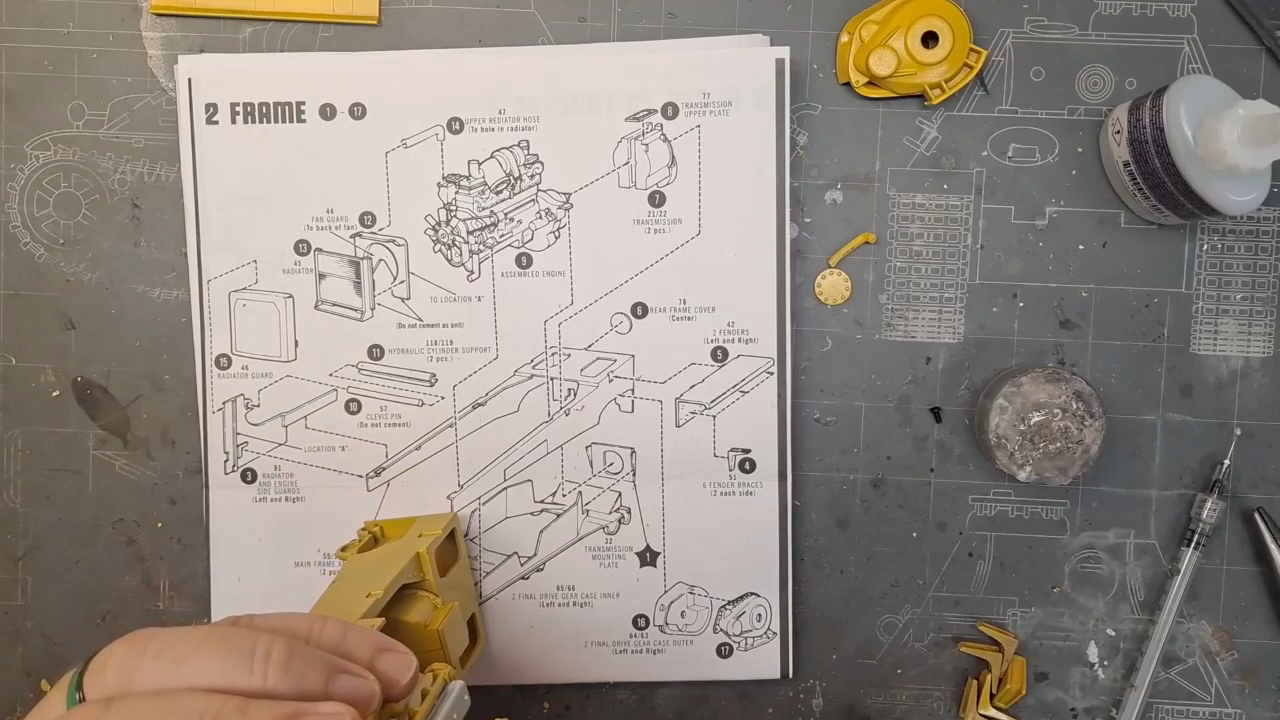 2 FRAME 1 - 17
47
14 UPPER REDIATOR HOSE
(To hole in radiator)
77
8 TRANSMISSION
UPPER PLATE
7
21/22
TRANSMISSION
(2 pcs.)
44
FAN GUARD
(To back of fan)
12
13
45
RADIATOR
9
ASSEMBLED ENGINE
TO LOCATION "A"
(Do not cement as unit)
78
6 REAR FRAME COVER
(Center)
42
2 FENDERS
(Left and Right)
5
118/119
11 HYDRAULIC CYLINDER SUPPORT
(2 pcs.)
15
46
RADIATOR GUARD
10
57
CLEVIS PIN
(Do not cement)
LOCATION "A"
3
91
RADIATOR
AND ENGINE
SIDE GUARDS
(Left and Right)
4
51
6 FENDER BRACES
(2 each side)
MAIN FRAME
32
TRANSMISSION
MOUNTING
PLATE
1
65/66
2 FINAL DRIVE GEAR CASE INNER
(Left and Right)
16
64/63
2 FINAL DRIVE GEAR CASE OUTER
(Left and Right)
17